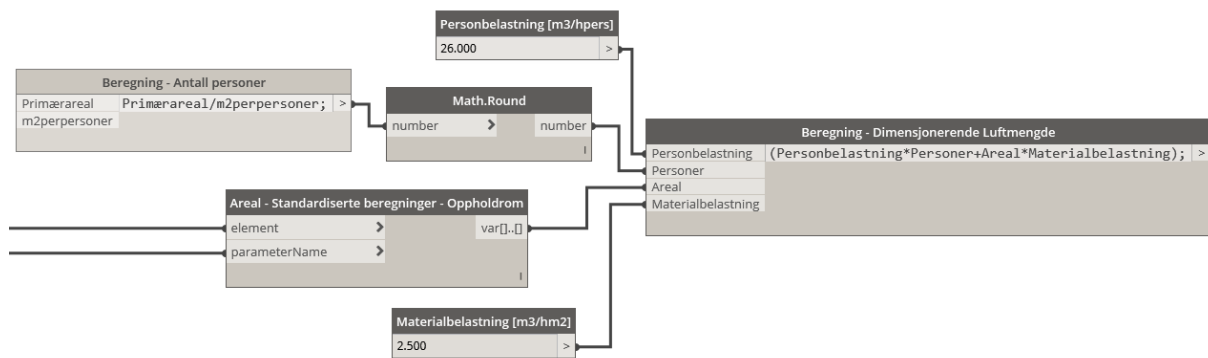 Personbelastning [m3/hpers]
26.000 >
Beregning - Antall personer
Primærareal Primærareal/m2perpersoner; >
m2perpersoner
Math.Round
number > number
Beregning - Dimensjonerende Luftmengde
Personbelastning (Personbelastning*Personer+Areal*Materialbelastning); >
Personer
Areal
Materialbelastning
Areal - Standardiserte beregninger - Oppholdrom
element > var[]..[]
parameterName >
Materialbelastning [m3/hm2]
2.500 >